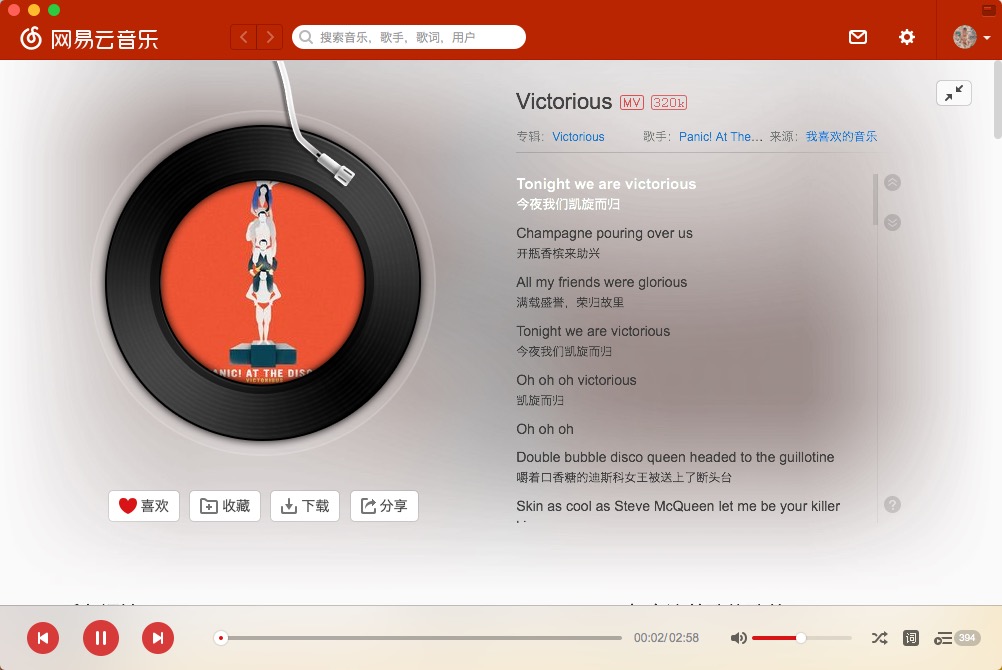 网易云音乐
搜索音乐，歌手，歌词，用户
Victorious MV 320k
专辑： Victorious 歌手： Panic! At The... 来源： 我喜欢的音乐
Tonight we are victorious
今夜我们凯旋而归
Champagne pouring over us
开瓶香槟来助兴
All my friends were glorious
满载盛誉，荣归故里
Tonight we are victorious
今夜我们凯旋而归
Oh oh oh victorious
凯旋而归
Oh oh oh
Double bubble disco queen headed to the guillotine
嚼着口香糖的迪斯科女王被送上了断头台
Skin as cool as Steve McQueen let me be your killer
ANIC! AT THE DISC
VICTORIOUS
喜欢 收藏 下载 分享
00:02/02:58
词
394